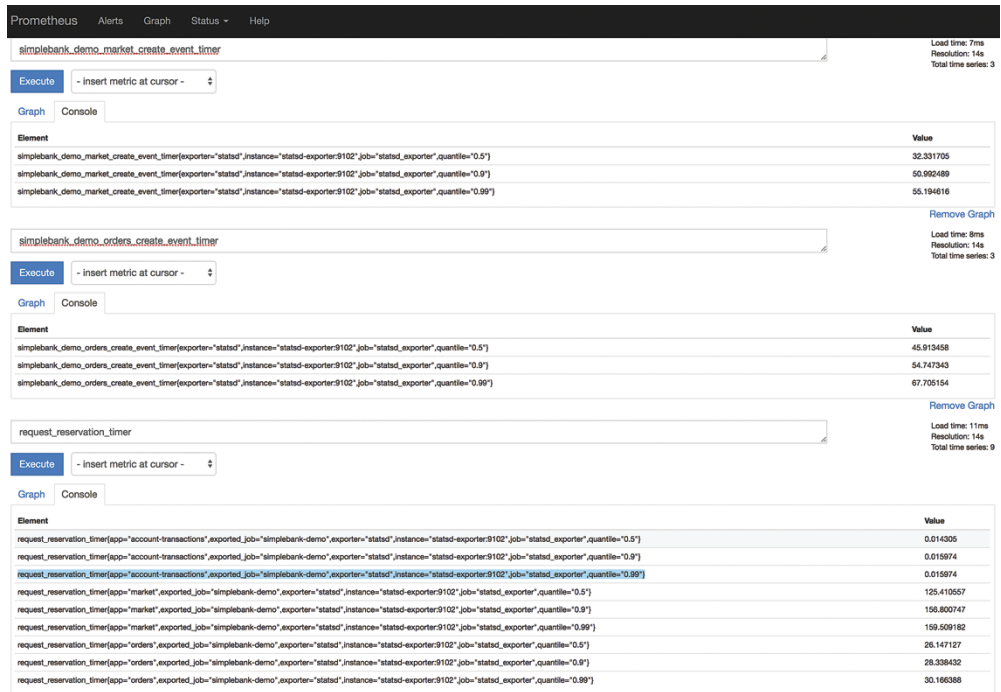 Prometheus Alerts Graph Status Help
simplebank_demo_market_create_event_timer
Load time: 7ms
Resolution: 14s
Total time series: 3
Execute - insert metric at cursor -
Graph Console
Element Value
simplebank_demo_market_create_event_timer{exporter="statsd",instance="statsd-exporter:9102",job="statsd_exporter",quantile="0.5"} 32.331705
simplebank_demo_market_create_event_timer{exporter="statsd",instance="statsd-exporter:9102",job="statsd_exporter",quantile="0.9"} 50.992489
simplebank_demo_market_create_event_timer{exporter="statsd",instance="statsd-exporter:9102",job="statsd_exporter",quantile="0.99"} 55.194616
Remove Graph
simplebank_demo_orders_create_event_timer
Load time: 8ms
Resolution: 14s
Total time series: 3
Execute - insert metric at cursor -
Graph Console
Element Value
simplebank_demo_orders_create_event_timer{exporter="statsd",instance="statsd-exporter:9102",job="statsd_exporter",quantile="0.5"} 45.913458
simplebank_demo_orders_create_event_timer{exporter="statsd",instance="statsd-exporter:9102",job="statsd_exporter",quantile="0.9"} 54.747343
simplebank_demo_orders_create_event_timer{exporter="statsd",instance="statsd-exporter:9102",job="statsd_exporter",quantile="0.99"} 67.705154
Remove Graph
request_reservation_timer
Load time: 11ms
Resolution: 14s
Total time series: 9
Execute - insert metric at cursor -
Graph Console
Element Value
request_reservation_timer{app="account-transactions",exported_job="simplebank-demo",exporter="statsd",instance="statsd-exporter:9102",job="statsd_exporter",quantile="0.5"} 0.014305
request_reservation_timer{app="account-transactions",exported_job="simplebank-demo",exporter="statsd",instance="statsd-exporter:9102",job="statsd_exporter",quantile="0.9"} 0.015974
request_reservation_timer{app="account-transactions",exported_job="simplebank-demo",exporter="statsd",instance="statsd-exporter:9102",job="statsd_exporter",quantile="0.99"} 0.015974
request_reservation_timer{app="market",exported_job="simplebank-demo",exporter="statsd",instance="statsd-exporter:9102",job="statsd_exporter",quantile="0.5"} 125.410557
request_reservation_timer{app="market",exported_job="simplebank-demo",exporter="statsd",instance="statsd-exporter:9102",job="statsd_exporter",quantile="0.9"} 156.800747
request_reservation_timer{app="market",exported_job="simplebank-demo",exporter="statsd",instance="statsd-exporter:9102",job="statsd_exporter",quantile="0.99"} 159.509182
request_reservation_timer{app="orders",exported_job="simplebank-demo",exporter="statsd",instance="statsd-exporter:9102",job="statsd_exporter",quantile="0.5"} 26.147127
request_reservation_timer{app="orders",exported_job="simplebank-demo",exporter="statsd",instance="statsd-exporter:9102",job="statsd_exporter",quantile="0.9"} 28.338432
request_reservation_timer{app="orders",exported_job="simplebank-demo",exporter="statsd",instance="statsd-exporter:9102",job="statsd_exporter",quantile="0.99"} 30.166388